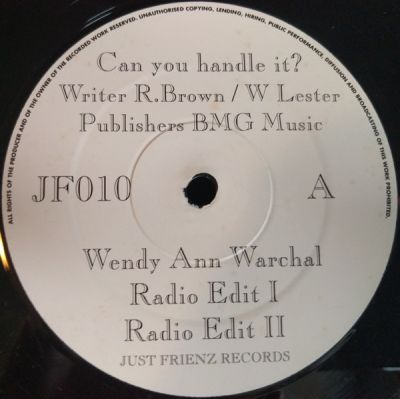 ALL RIGHTS OF THE PRODUCER AND OF THE OWNER OF THE RECORDED WORK RESERVED. UNAUTHORISED COPYING, LENDING, HIRING, PUBLIC PERFORMANCE, DIFFUSION AND BROADCASTING OF THIS WORK PROHIBITED.
Can you handle it?
Writer R.Brown / W Lester
Publishers BMG Music
JF010 A
Wendy Ann Warchal
Radio Edit I
Radio Edit II
JUST FRIENZ RECORDS